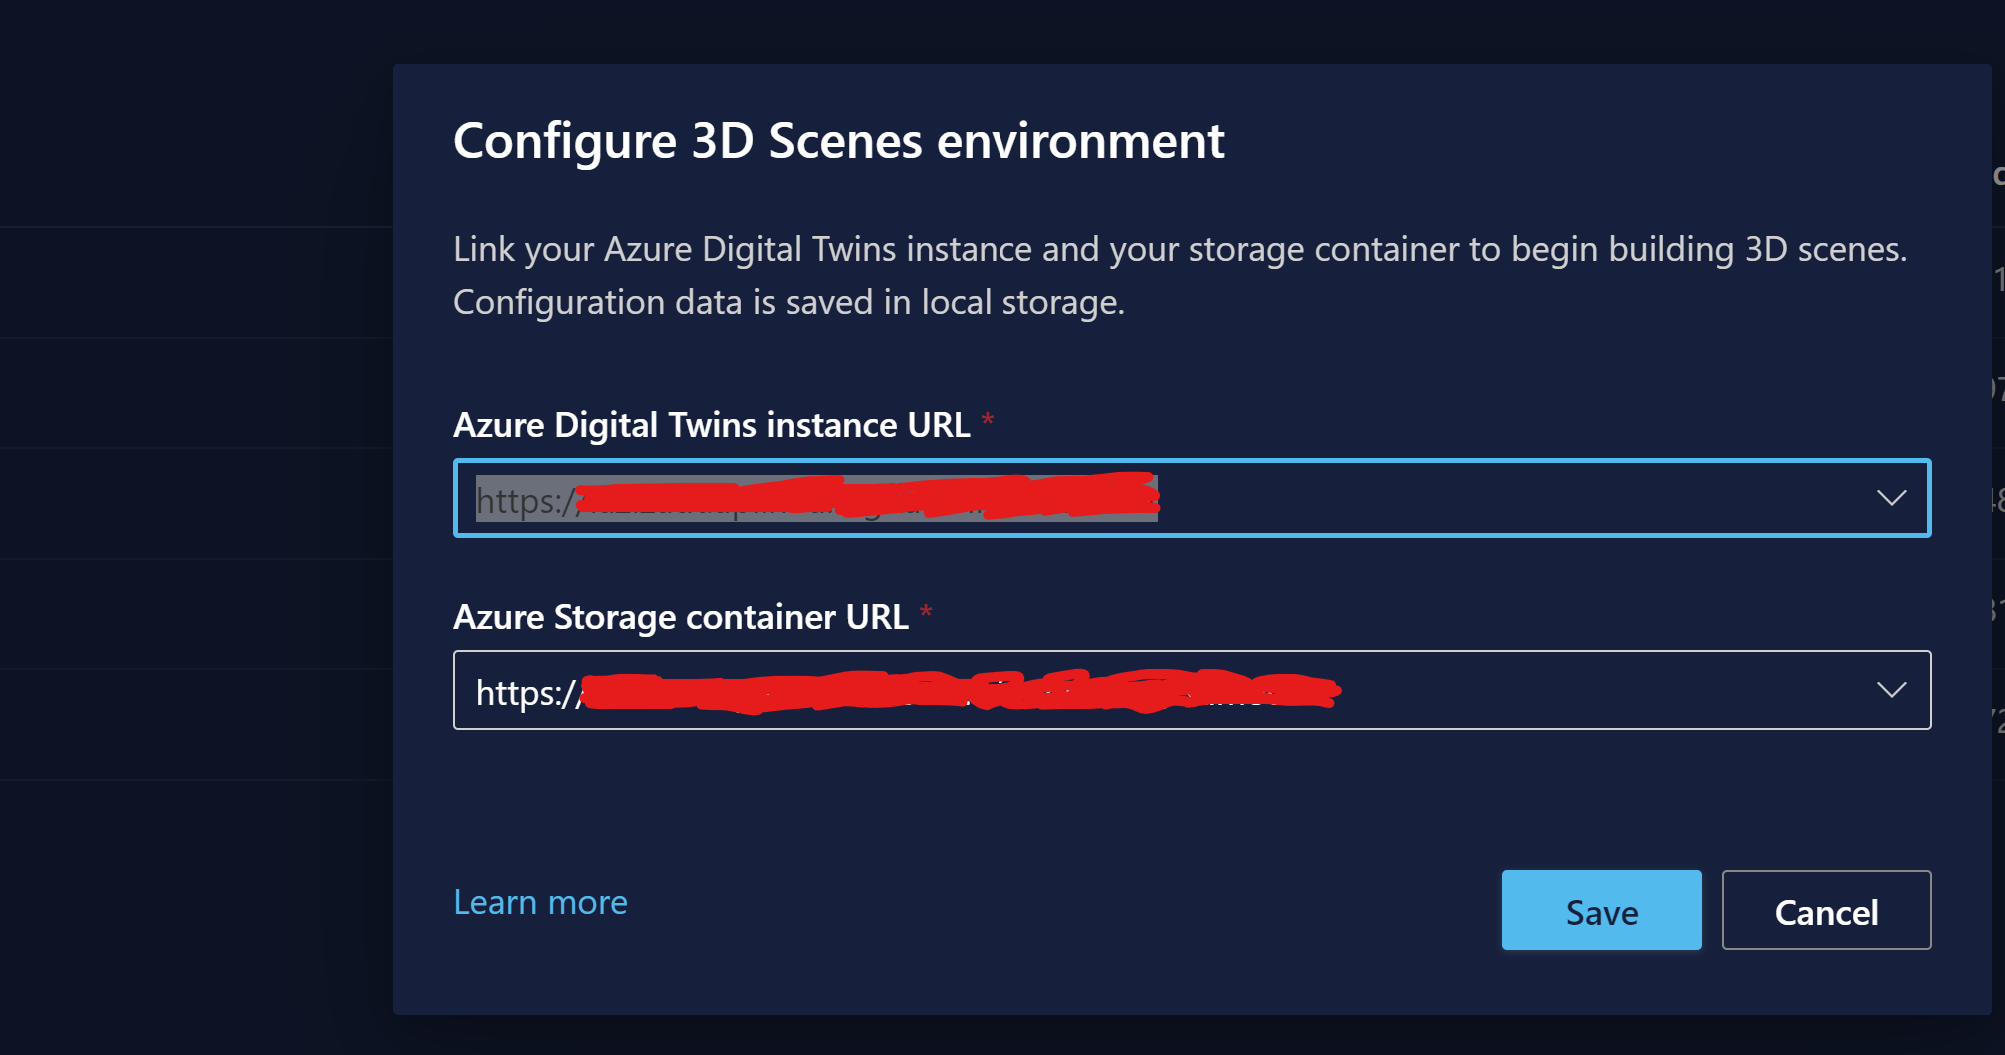 Configure 3D Scenes environment
Link your Azure Digital Twins instance and your storage container to begin building 3D scenes.
Configuration data is saved in local storage.
Azure Digital Twins instance URL *
https://
Azure Storage container URL *
https://
Learn more
Save
Cancel